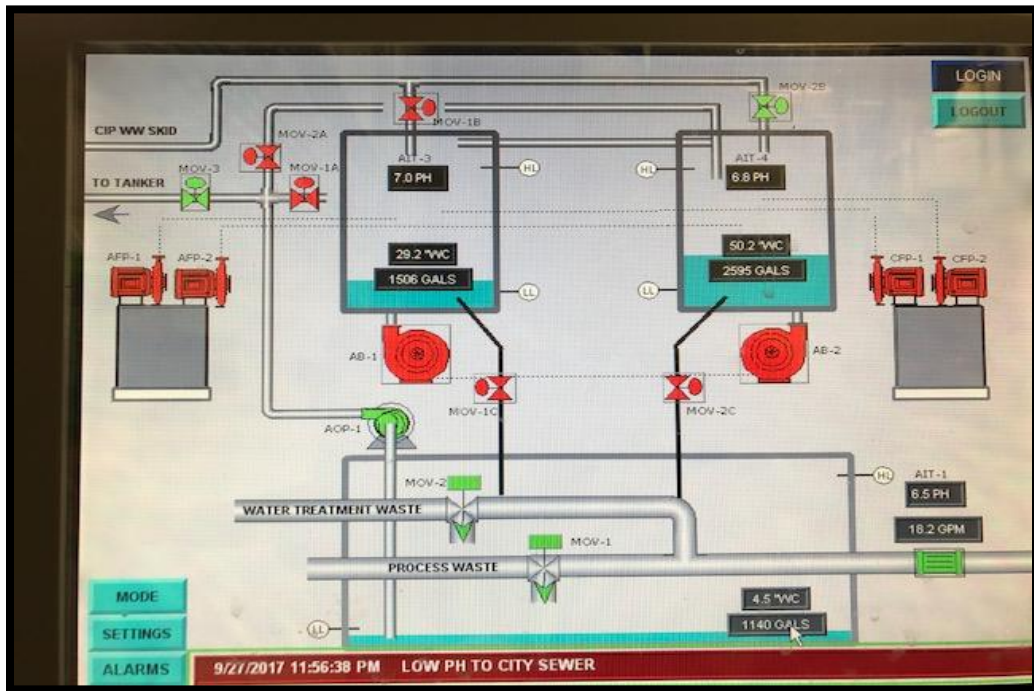 LOGIN
LOGOUT
MOV-2B
MOV-1B
CIP WW SKID
MOV-2A
AIT-3
AIT-4
HL
HL
7.0 PH
6.8 PH
MOV-3
MOV-1A
TO TANKER
29.2 "WC
50.2 "WC
AFP-1
AFP-2
CFP-1
CFP-2
1506 GALS
2595 GALS
LL
LL
AB-1
AB-2
MOV-1C
MOV-2C
AOP-1
HL
AIT-1
MOV-2
6.5 PH
WATER TREATMENT WASTE
18.2 GPM
MOV-1
PROCESS WASTE
MODE
4.5 "WC
LL
1140 GALS
SETTINGS
ALARMS
9/27/2017 11:56:38 PM LOW PH TO CITY SEWER